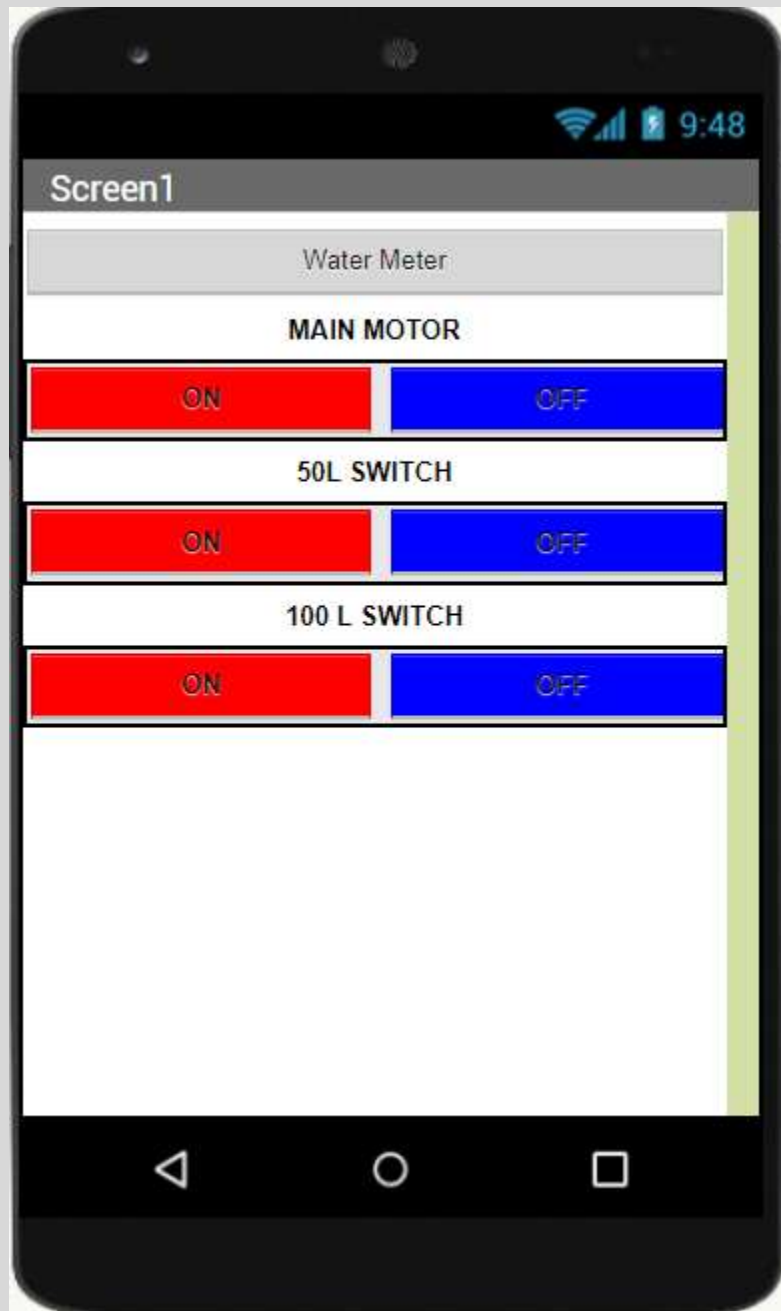 9:48
Screen1
Water Meter
MAIN MOTOR
ON OFF
50L SWITCH
ON OFF
100 L SWITCH
ON OFF